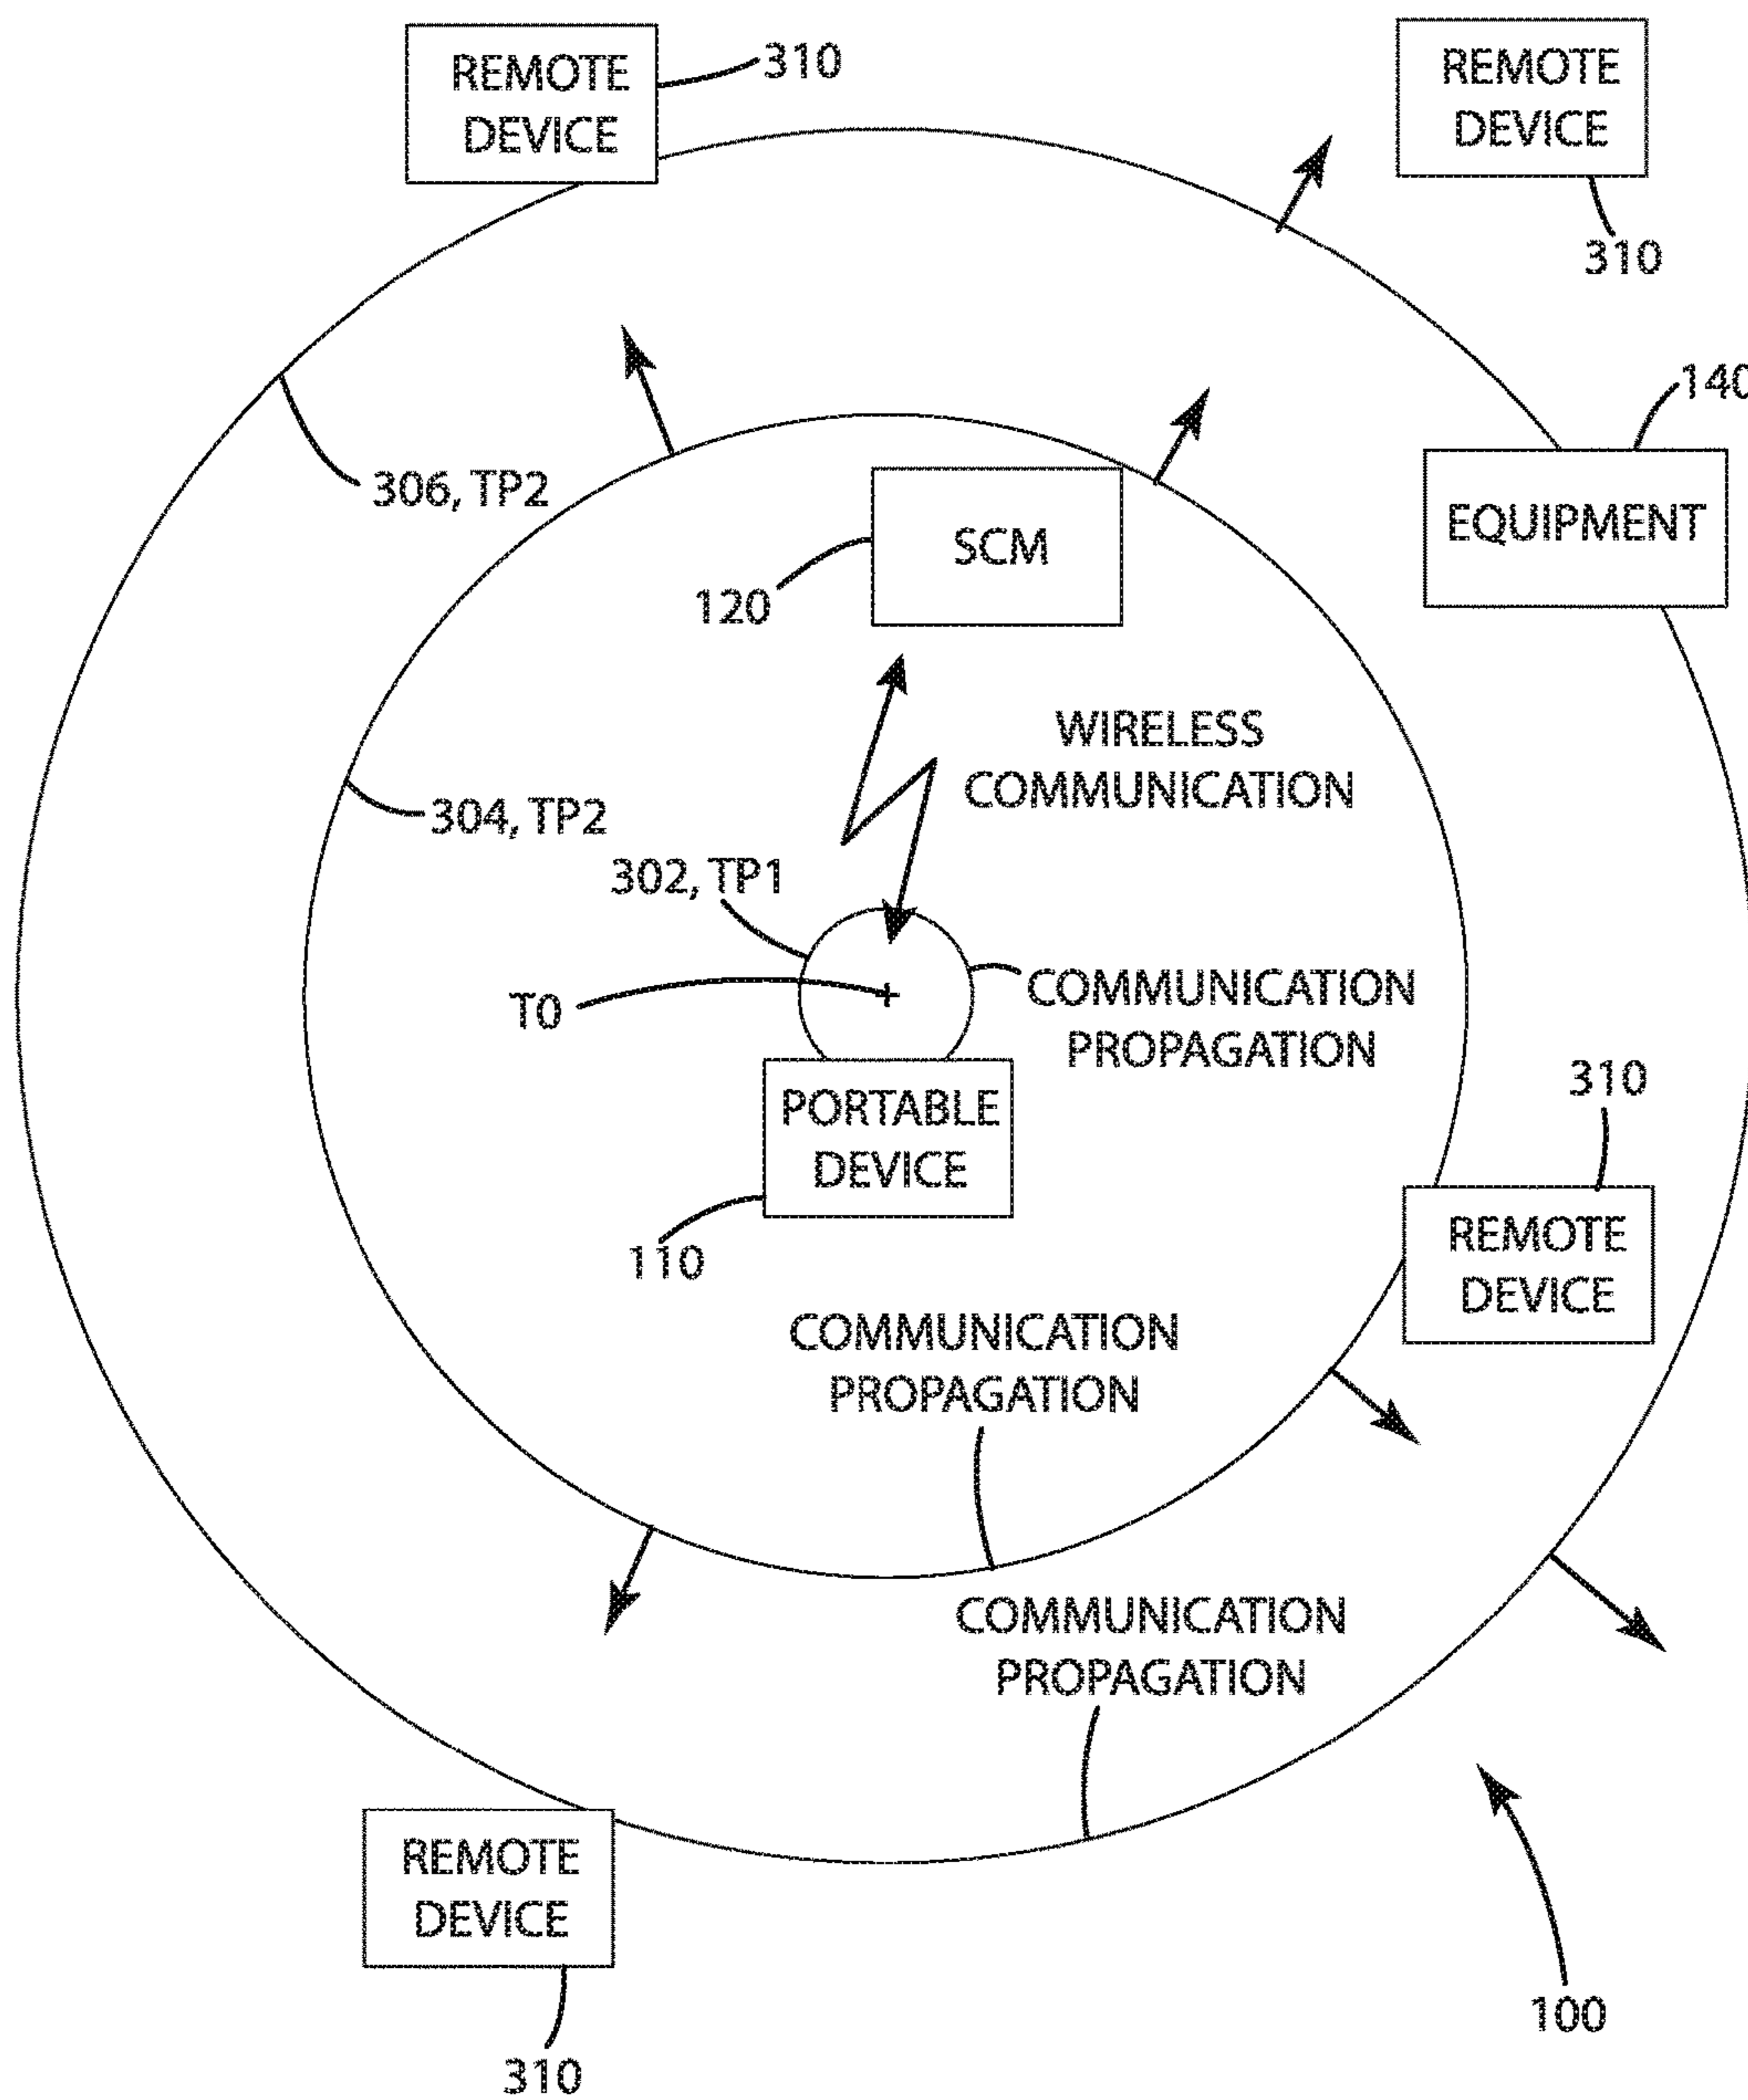 REMOTE
DEVICE
310
REMOTE
DEVICE
310
140
EQUIPMENT
306, TP2
SCM
120
WIRELESS
COMMUNICATION
304, TP2
302, TP1
COMMUNICATION
PROPAGATION
T0
PORTABLE
DEVICE
110
310
REMOTE
DEVICE
COMMUNICATION
PROPAGATION
COMMUNICATION
PROPAGATION
REMOTE
DEVICE
310
100